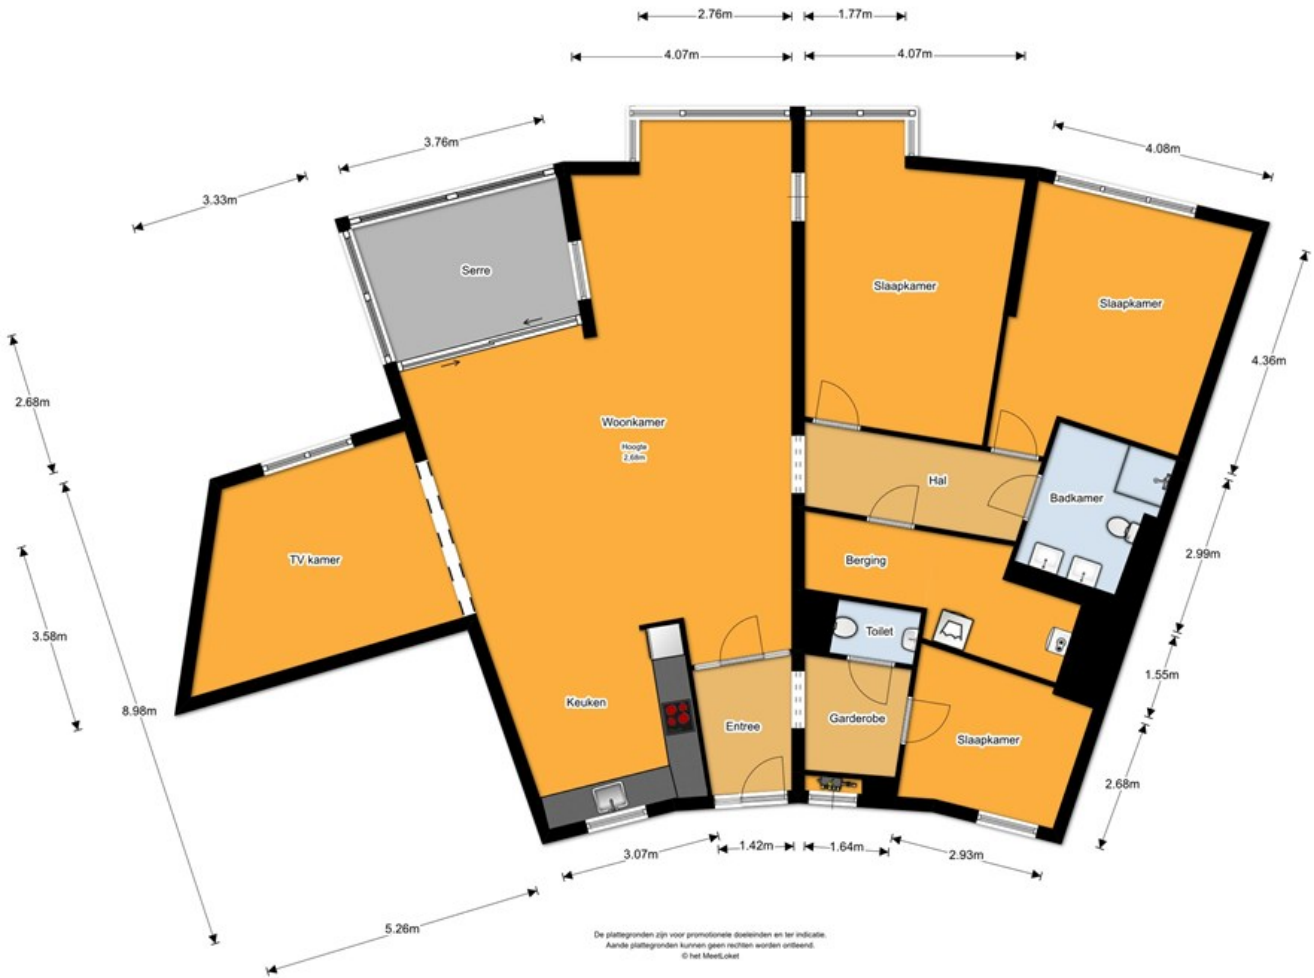 2.76m
1.77m
4.07m
4.07m
3.76m
4.08m
3.33m
Serre
Slaapkamer
Slaapkamer
4.36m
2.68m
Woonkamer
Hoogte
2,68m
Hal
Badkamer
TV kamer
Berging
2.99m
3.58m
Toilet
1.55m
8.98m
Keuken
Entree
Garderobe
Slaapkamer
2.68m
3.07m
1.42m
1.64m
2.93m
5.26m
De plattegronden zijn voor promotionele doeleinden en ter indicatie.
Aande plattegronden kunnen geen rechten worden ontleend.
© het MeetLoket